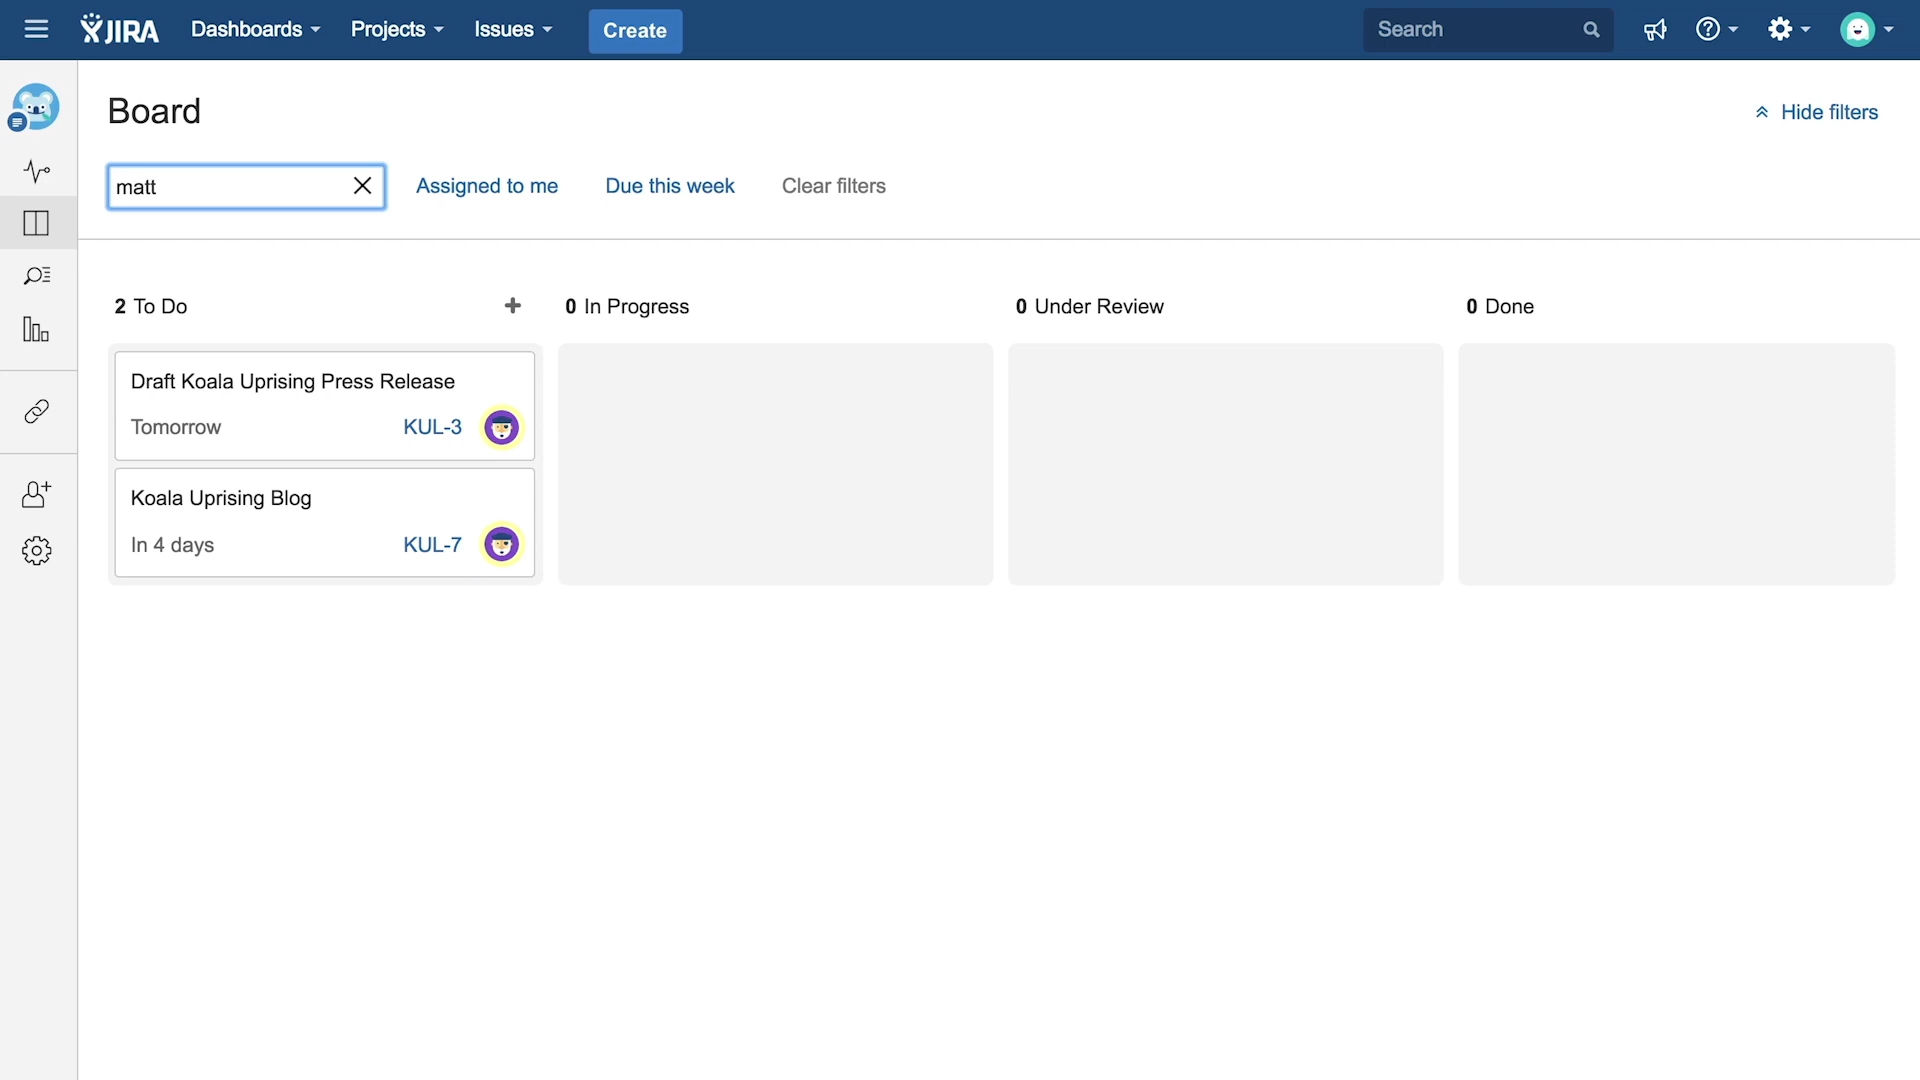 JIRA Dashboards Projects Issues Create Search
Board
Hide filters
matt Assigned to me Due this week Clear filters
2 To Do 0 In Progress 0 Under Review 0 Done
Draft Koala Uprising Press Release
Tomorrow KUL-3
Koala Uprising Blog
In 4 days KUL-7